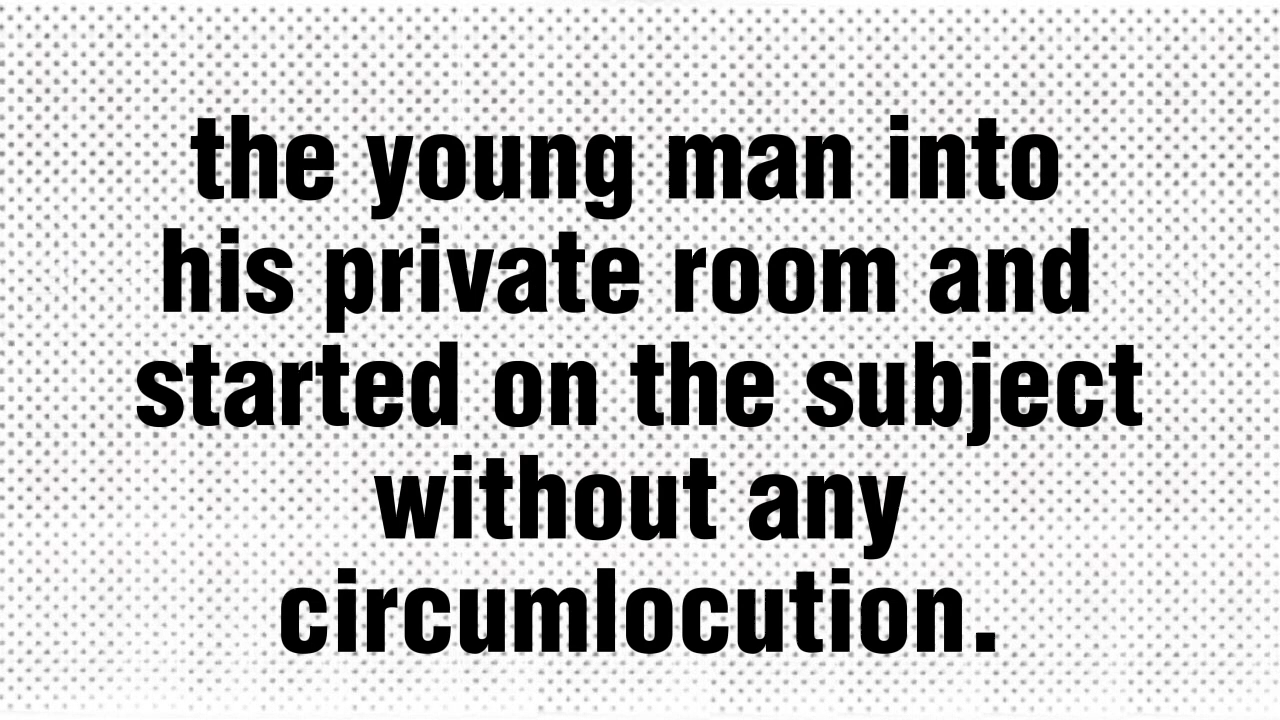 the young man into
his private room and
started on the subject
without any
circumlocution.